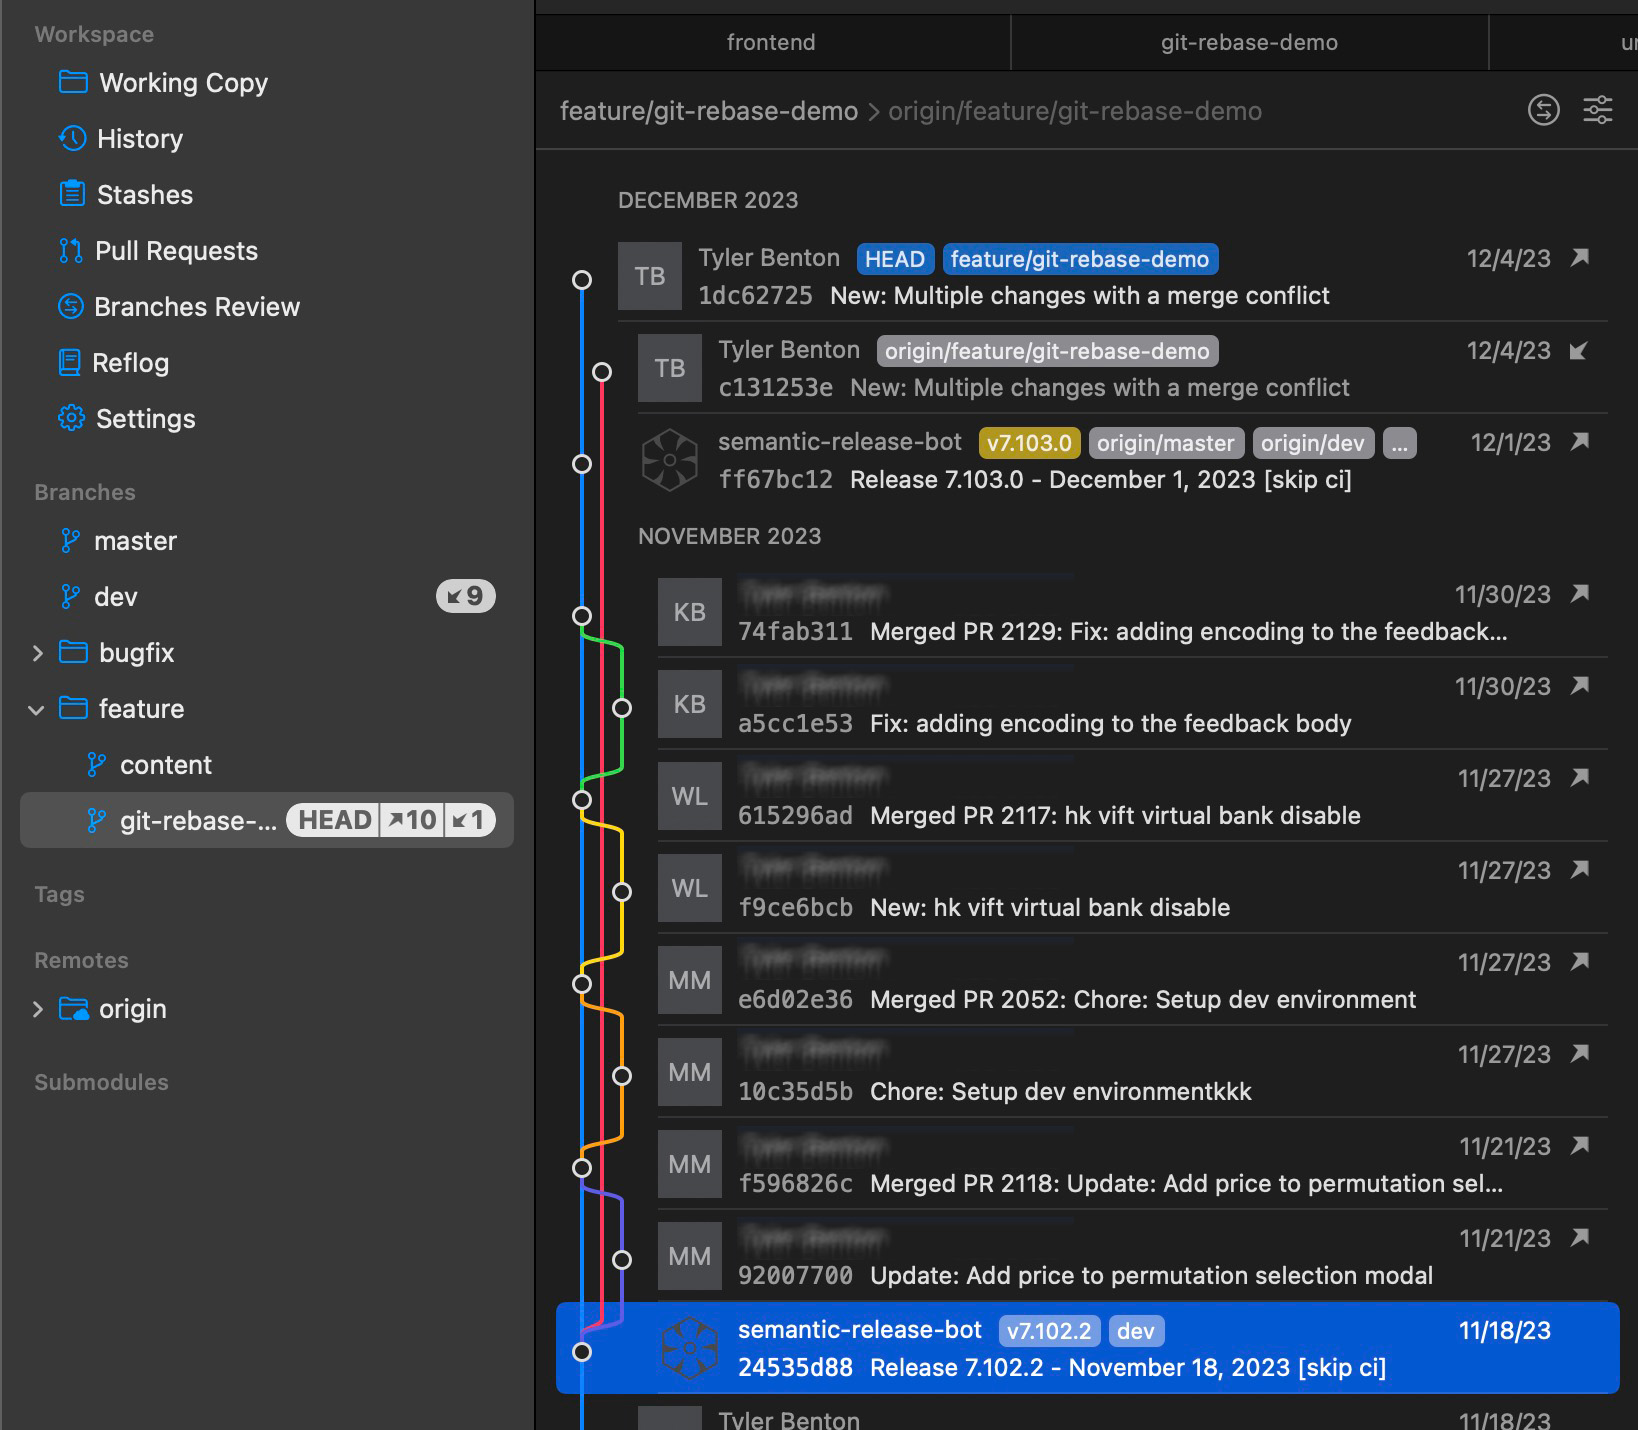 Workspace
Working Copy
History
Stashes
Pull Requests
Branches Review
Reflog
Settings
Branches
master
dev 9
bugfix
feature
content
git-rebase-... HEAD 10 1
Tags
Remotes
origin
Submodules
frontend
git-rebase-demo
feature/git-rebase-demo > origin/feature/git-rebase-demo
DECEMBER 2023
TB
Tyler Benton HEAD feature/git-rebase-demo 12/4/23
1dc62725 New: Multiple changes with a merge conflict
TB
Tyler Benton origin/feature/git-rebase-demo 12/4/23
c131253e New: Multiple changes with a merge conflict
semantic-release-bot v7.103.0 origin/master origin/dev ... 12/1/23
ff67bc12 Release 7.103.0 - December 1, 2023 [skip ci]
NOVEMBER 2023
KB
11/30/23
74fab311 Merged PR 2129: Fix: adding encoding to the feedback...
KB
11/30/23
a5cc1e53 Fix: adding encoding to the feedback body
WL
11/27/23
615296ad Merged PR 2117: hk vift virtual bank disable
WL
11/27/23
f9ce6bcb New: hk vift virtual bank disable
MM
11/27/23
e6d02e36 Merged PR 2052: Chore: Setup dev environment
MM
11/27/23
10c35d5b Chore: Setup dev environmentkkk
MM
11/21/23
f596826c Merged PR 2118: Update: Add price to permutation sel...
MM
11/21/23
92007700 Update: Add price to permutation selection modal
semantic-release-bot v7.102.2 dev 11/18/23
24535d88 Release 7.102.2 - November 18, 2023 [skip ci]
Tyler Benton 11/18/23